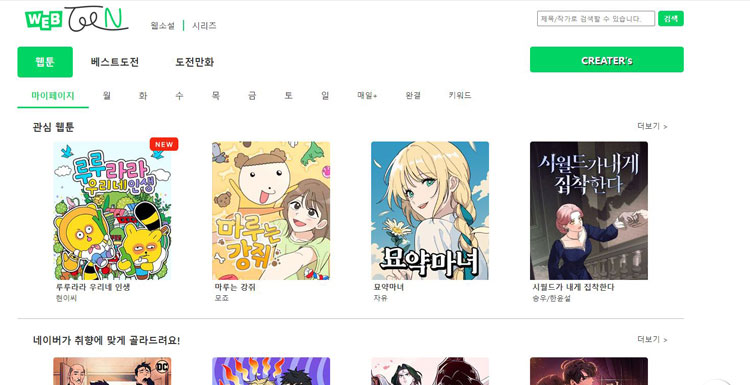 WEB TOON
웹소설 | 시리즈
제목/작가로 검색할 수 있습니다.
검색
웹툰 베스트도전 도전만화
CREATER's
마이페이지 월 화 수 목 금 토 일 매일+ 완결 키워드
관심 웹툰
더보기 >
NEW
루루라라
우리네인생
마루는
강쥐
묘약마녀
시월드가 내게
집착한다
루루라라 우리네 인생
마루는 강쥐
묘약마녀
시월드가 내게 집착한다
현이씨
모죠
자유
승우/한윤설
네이버가 취향에 맞게 골라드려요!
더보기 >
DC